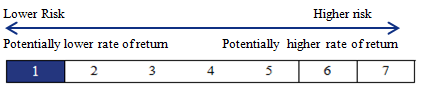 Lower Risk Higher risk
Potentially lower rate of return Potentially higher rate of return
1 2 3 4 5 6 7